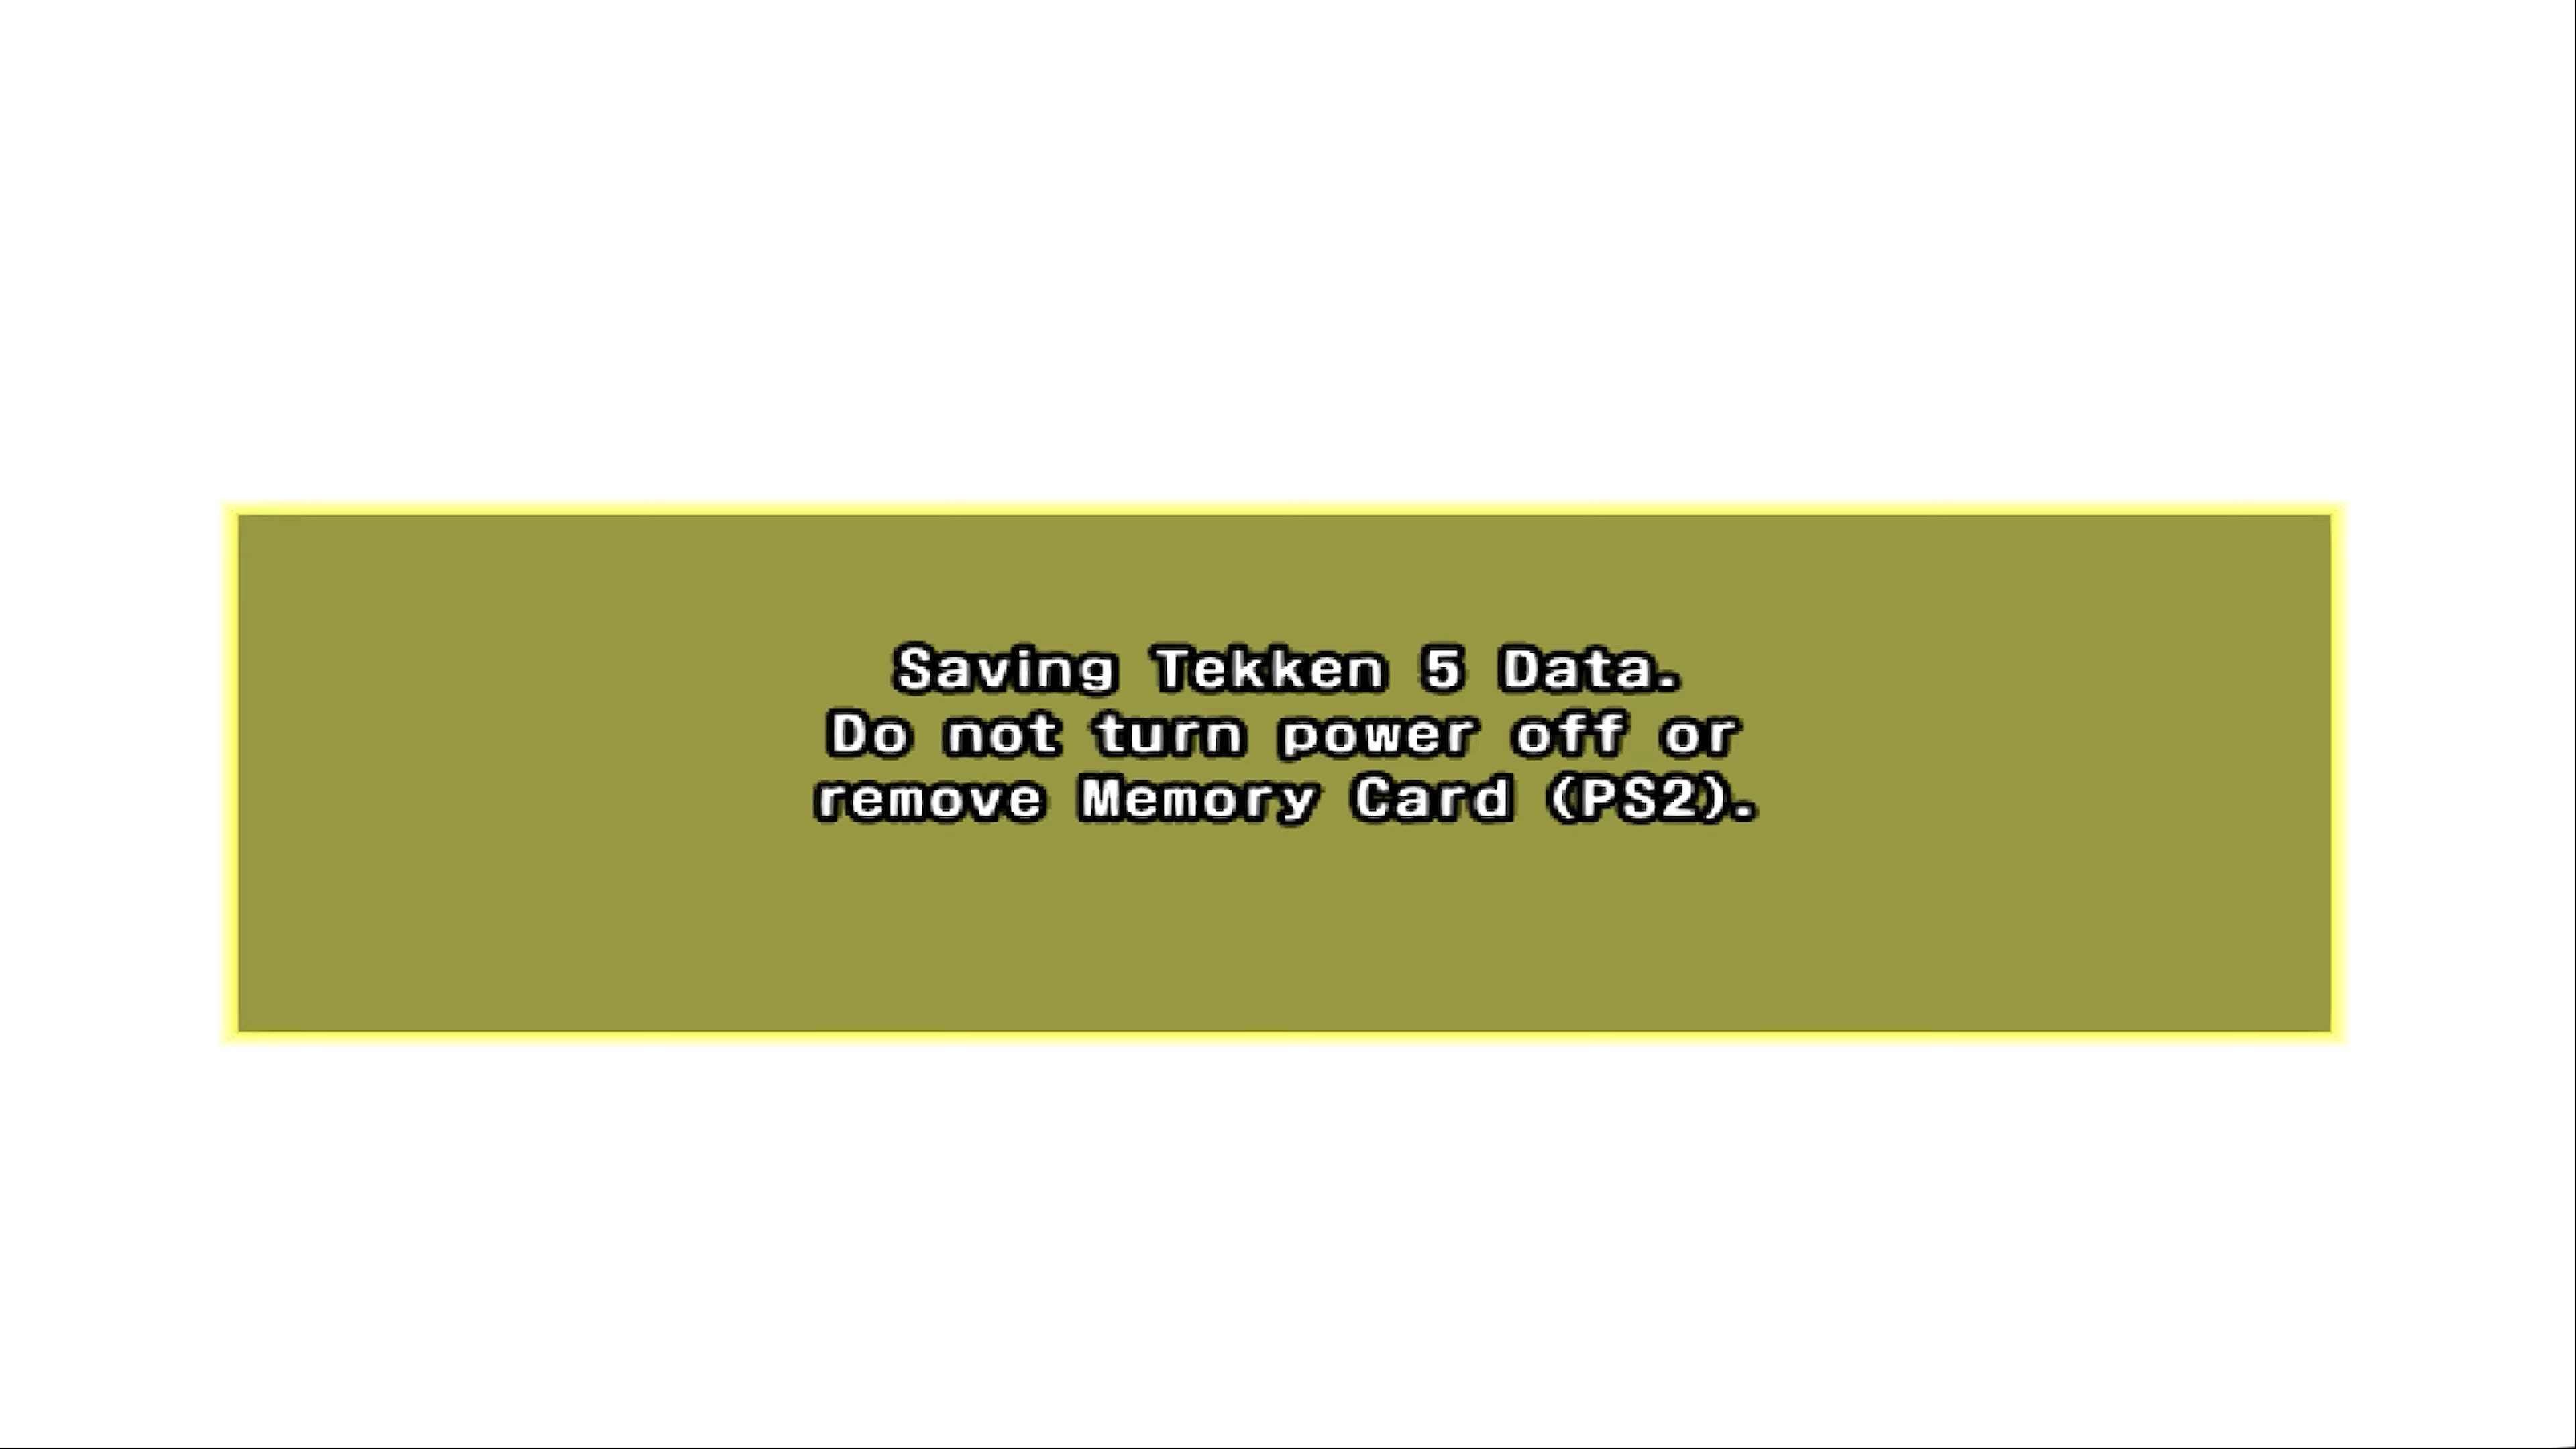 Saving Tekken 5 Data.
Do not turn power off or
remove Memory Card (PS2).